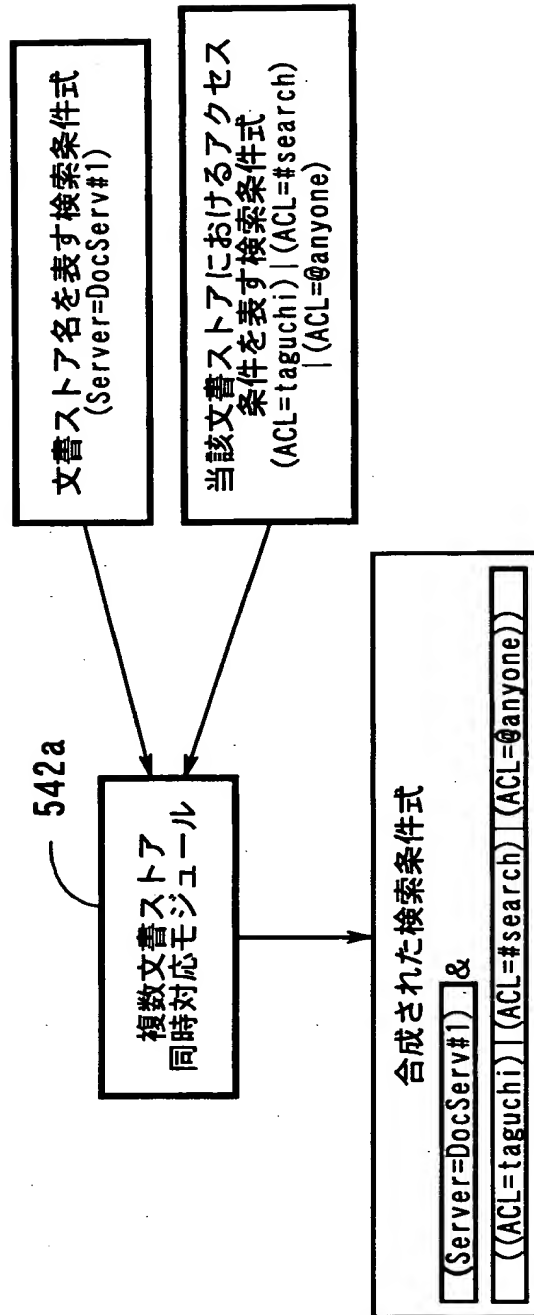 文書ストア名を表す検索条件式
(Server=DocServ#1)
当該文書ストアにおけるアクセス
条件を表す検索条件式
(ACL=taguchi)|(ACL=#search)
|(ACL=@anyone)
542a
複数文書ストア
同時対応モジュール
合成された検索条件式
(Server=DocServ#1) &
((ACL=taguchi)|(ACL=#search)|(ACL=@anyone))